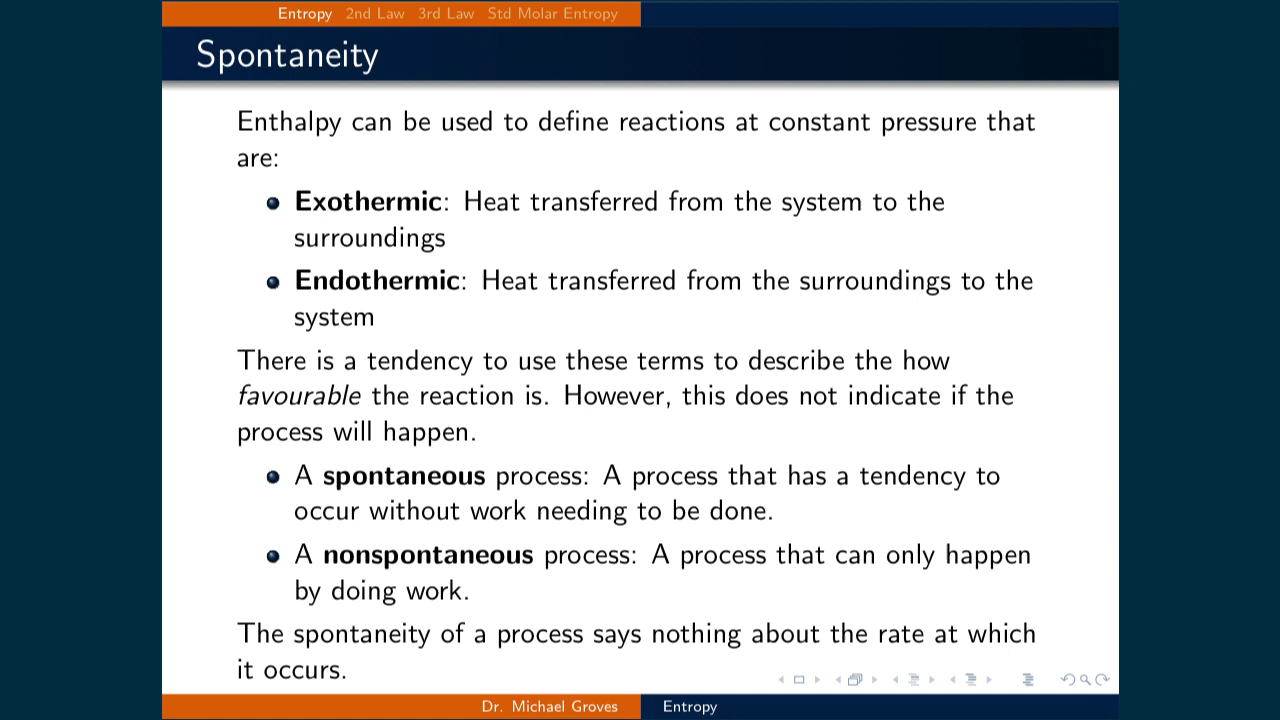 Entropy 2nd Law 3rd Law Std Molar Entropy
Spontaneity
Enthalpy can be used to define reactions at constant pressure that
are:
Exothermic: Heat transferred from the system to the
surroundings
Endothermic: Heat transferred from the surroundings to the
system
There is a tendency to use these terms to describe the how
favourable the reaction is. However, this does not indicate if the
process will happen.
A spontaneous process: A process that has a tendency to
occur without work needing to be done.
A nonspontaneous process: A process that can only happen
by doing work.
The spontaneity of a process says nothing about the rate at which
it occurs.
Dr. Michael Groves Entropy